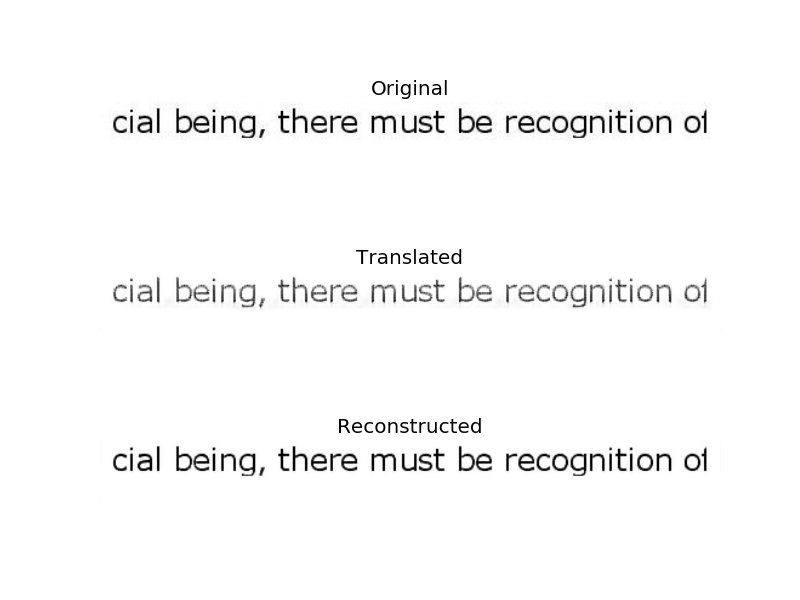 Original
cial being, there must be recognition of
Translated
cial being, there must be recognition of
Reconstructed
cial being, there must be recognition of